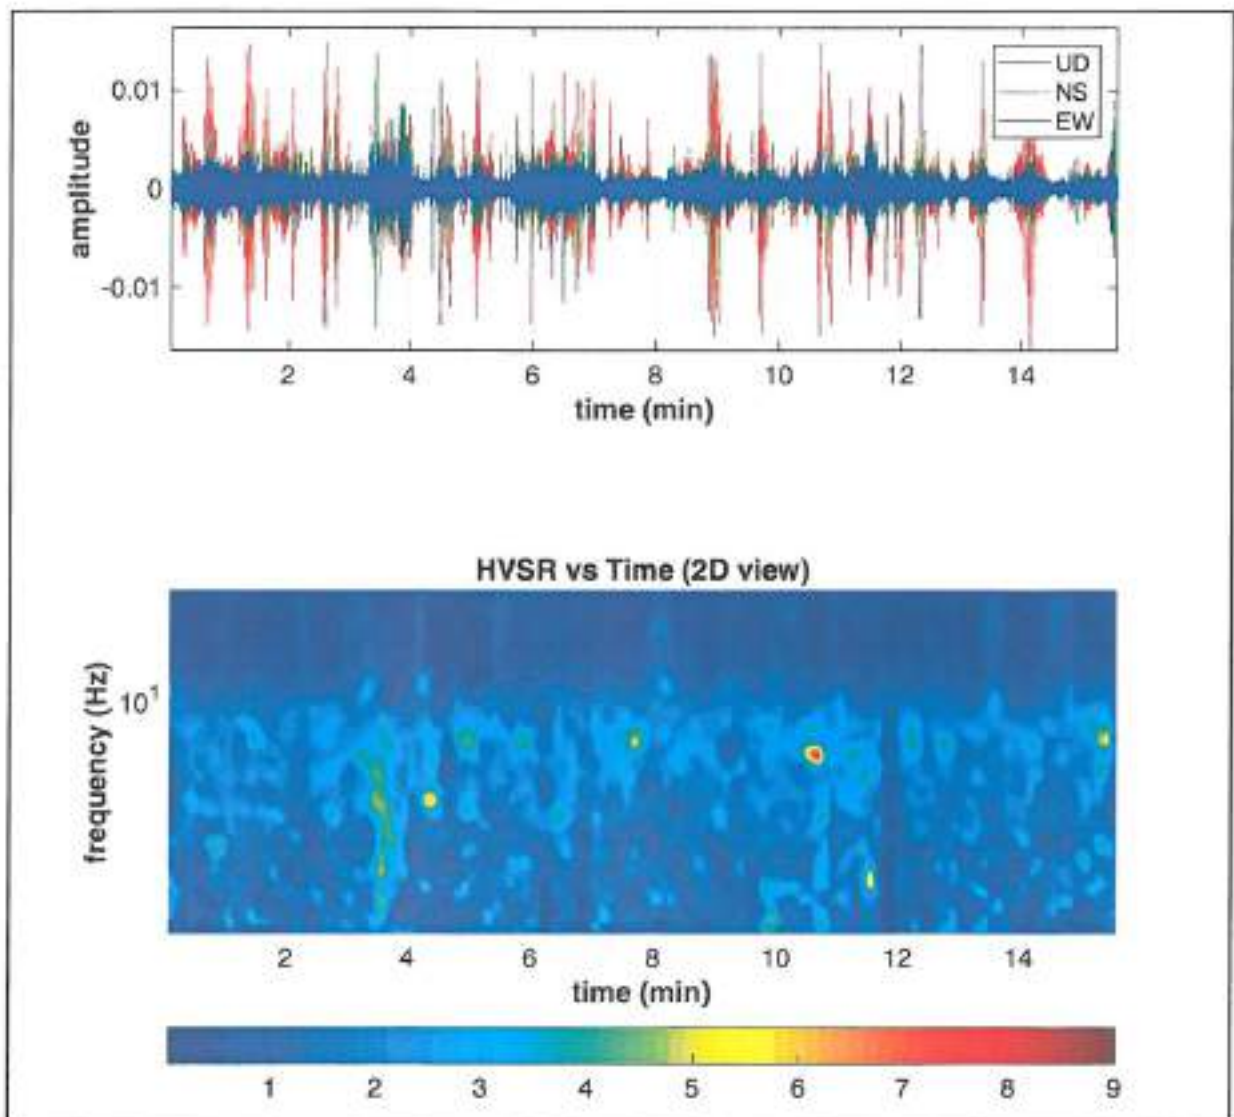 UD
0.01
NS
EW
amplitude
0
-0.01
2 4 6 8 10 12 14
time (min)
HVSR vs Time (2D view)
frequency (Hz)
10¹
2 4 6 8 10 12 14
time (min)
1 2 3 4 5 6 7 8 9